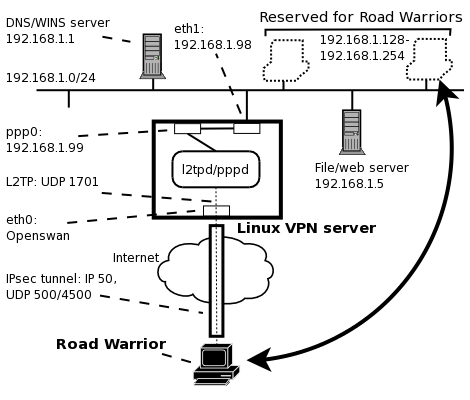 DNS/WINS server
192.168.1.1
eth1:
192.168.1.98
Reserved for Road Warriors
192.168.1.128-
192.168.1.254
192.168.1.0/24
ppp0:
192.168.1.99
l2tpd/pppd
File/web server
192.168.1.5
L2TP: UDP 1701
eth0:
Openswan
Linux VPN server
Internet
IPsec tunnel: IP 50,
UDP 500/4500
Road Warrior